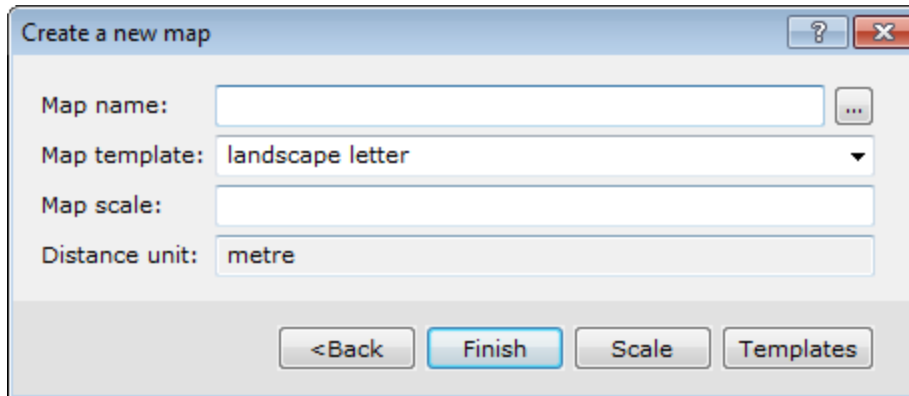 Create a new map ?
Map name: ...
Map template: landscape letter
Map scale:
Distance unit: metre
<Back Finish Scale Templates